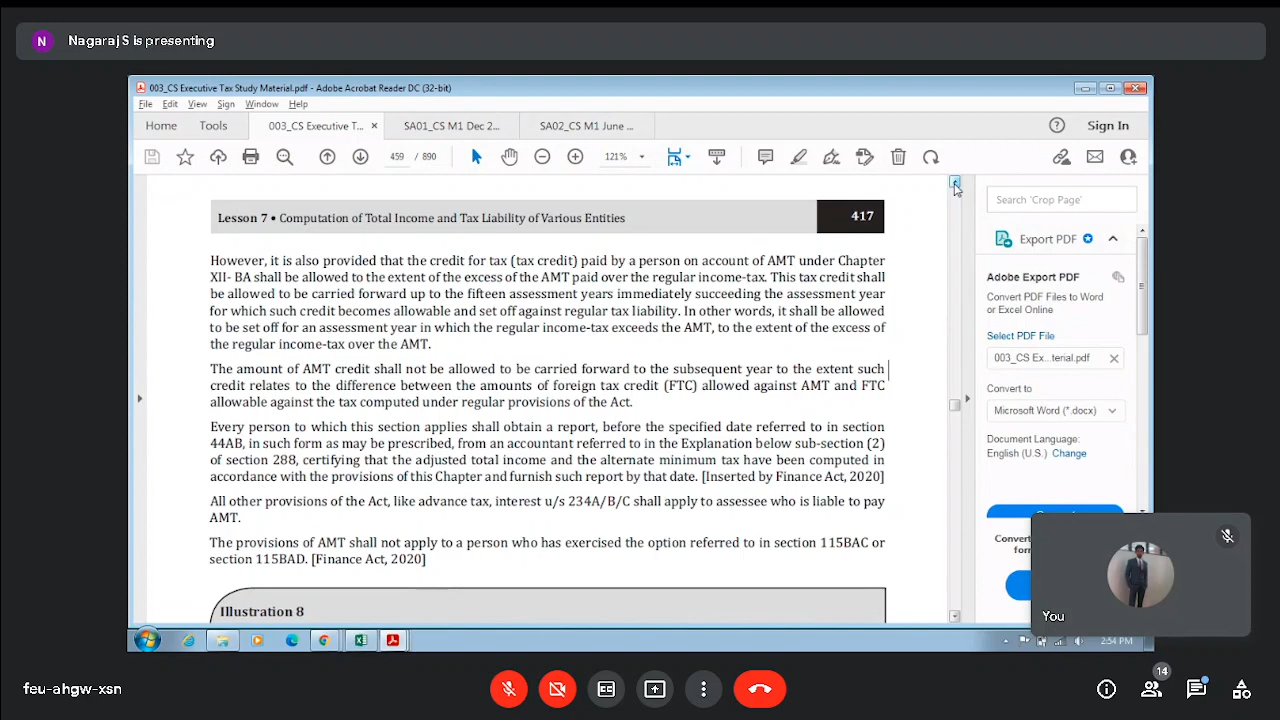 N Nagaraj S is presenting
003_CS Executive Tax Study Material.pdf - Adobe Acrobat Reader DC (32-bit)
File Edit View Sign Window Help
Home Tools 003_CS Executive T... × SA01_CS M1 Dec 2... SA02_CS M1 June ... ? Sign In
459 / 890 121%
Lesson 7 • Computation of Total Income and Tax Liability of Various Entities 417
However, it is also provided that the credit for tax (tax credit) paid by a person on account of AMT under Chapter
XII- BA shall be allowed to the extent of the excess of the AMT paid over the regular income-tax. This tax credit shall
be allowed to be carried forward up to the fifteen assessment years immediately succeeding the assessment year
for which such credit becomes allowable and set off against regular tax liability. In other words, it shall be allowed
to be set off for an assessment year in which the regular income-tax exceeds the AMT, to the extent of the excess of
the regular income-tax over the AMT.
The amount of AMT credit shall not be allowed to be carried forward to the subsequent year to the extent such
credit relates to the difference between the amounts of foreign tax credit (FTC) allowed against AMT and FTC
allowable against the tax computed under regular provisions of the Act.
Every person to which this section applies shall obtain a report, before the specified date referred to in section
44AB, in such form as may be prescribed, from an accountant referred to in the Explanation below sub-section (2)
of section 288, certifying that the adjusted total income and the alternate minimum tax have been computed in
accordance with the provisions of this Chapter and furnish such report by that date. [Inserted by Finance Act, 2020]
All other provisions of the Act, like advance tax, interest u/s 234A/B/C shall apply to assessee who is liable to pay
AMT.
The provisions of AMT shall not apply to a person who has exercised the option referred to in section 115BAC or
section 115BAD. [Finance Act, 2020]
Illustration 8
Search 'Crop Page'
Export PDF
Adobe Export PDF
Convert PDF Files to Word
or Excel Online
Select PDF File
003_CS Ex...terial.pdf ×
Convert to
Microsoft Word (*.docx)
Document Language:
English (U.S.) Change
You
2:54 PM
feu-ahgw-xsn
CC
14